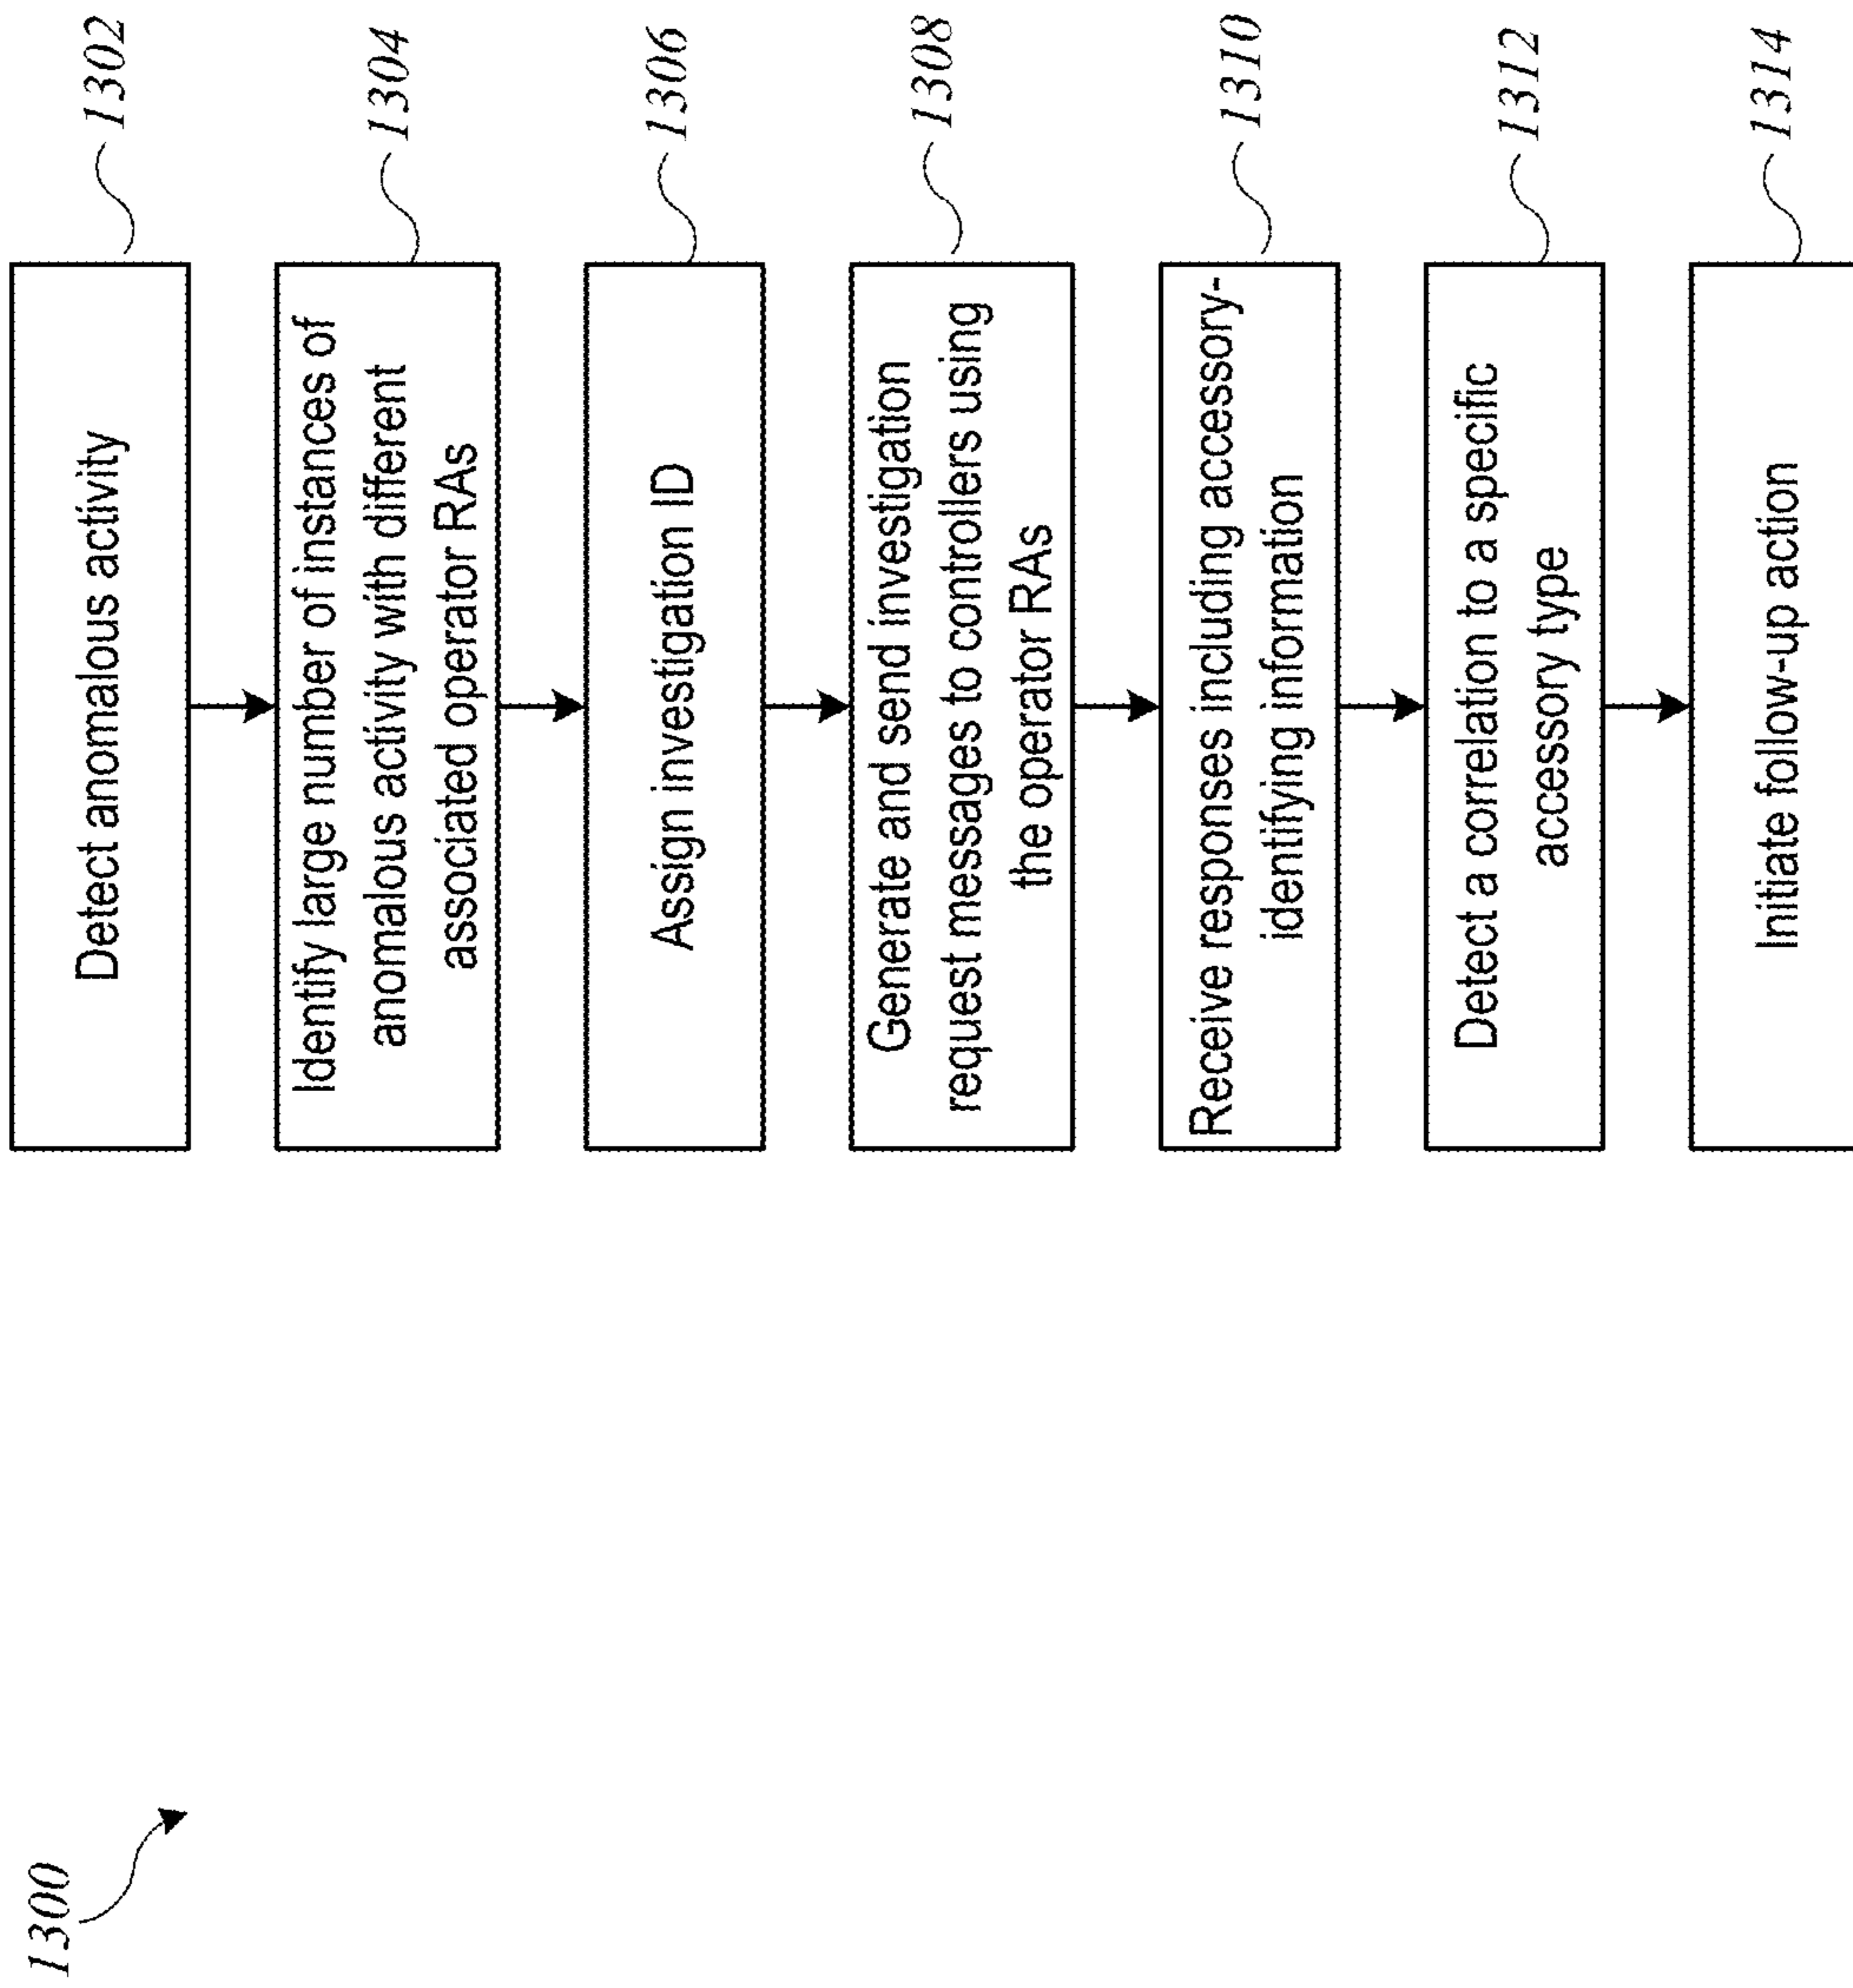 1300
Detect anomalous activity
1302
Identify large number of instances of
anomalous activity with different
associated operator RAs
1304
Assign investigation ID
1306
Generate and send investigation
request messages to controllers using
the operator RAs
1308
Receive responses including accessory-
identifying information
1310
Detect a correlation to a specific
accessory type
1312
Initiate follow-up action
1314